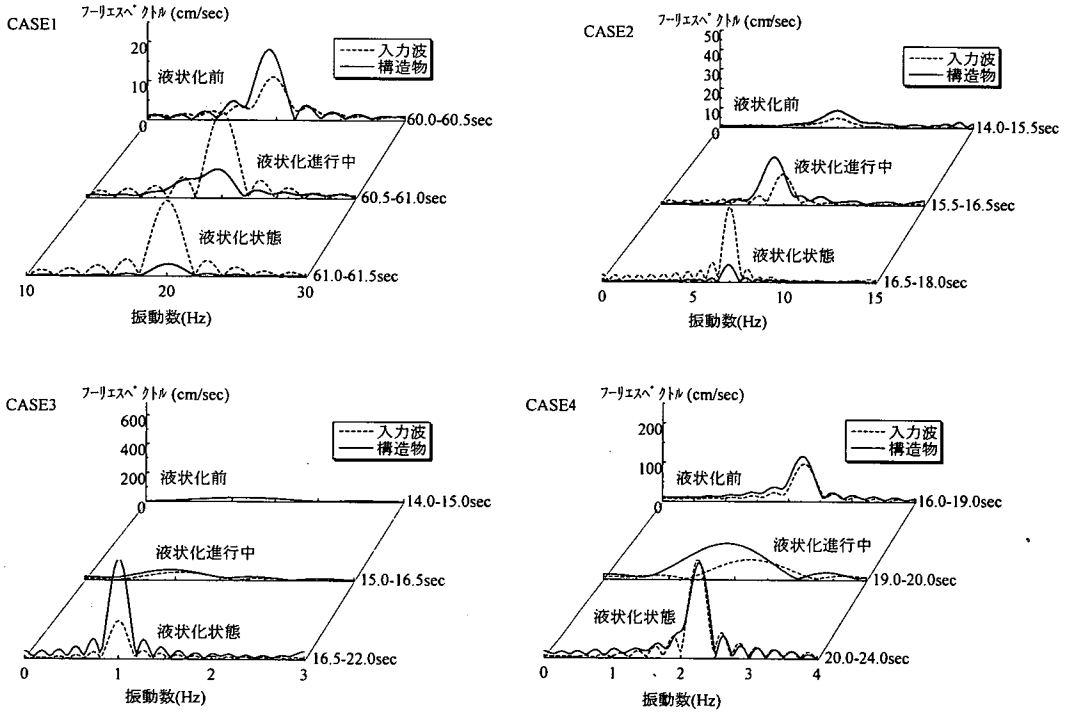 CASE1
フーリエスペクトル (cm/sec)
20
10
0
入力波
構造物
液状化前
60.0-60.5sec
液状化進行中
60.5-61.0sec
液状化状態
61.0-61.5sec
10
20
30
振動数(Hz)
CASE2
フーリエスペクトル (cm/sec)
50
40
30
20
10
0
入力波
構造物
液状化前
14.0-15.5sec
液状化進行中
15.5-16.5sec
液状化状態
16.5-18.0sec
0
5
10
15
振動数(Hz)
CASE3
フーリエスペクトル (cm/sec)
600
400
200
0
入力波
構造物
液状化前
14.0-15.0sec
液状化進行中
15.0-16.5sec
液状化状態
16.5-22.0sec
0
1
2
3
振動数(Hz)
CASE4
フーリエスペクトル (cm/sec)
200
100
0
入力波
構造物
液状化前
16.0-19.0sec
液状化進行中
19.0-20.0sec
液状化状態
20.0-24.0sec
0
1
2
3
4
振動数(Hz)